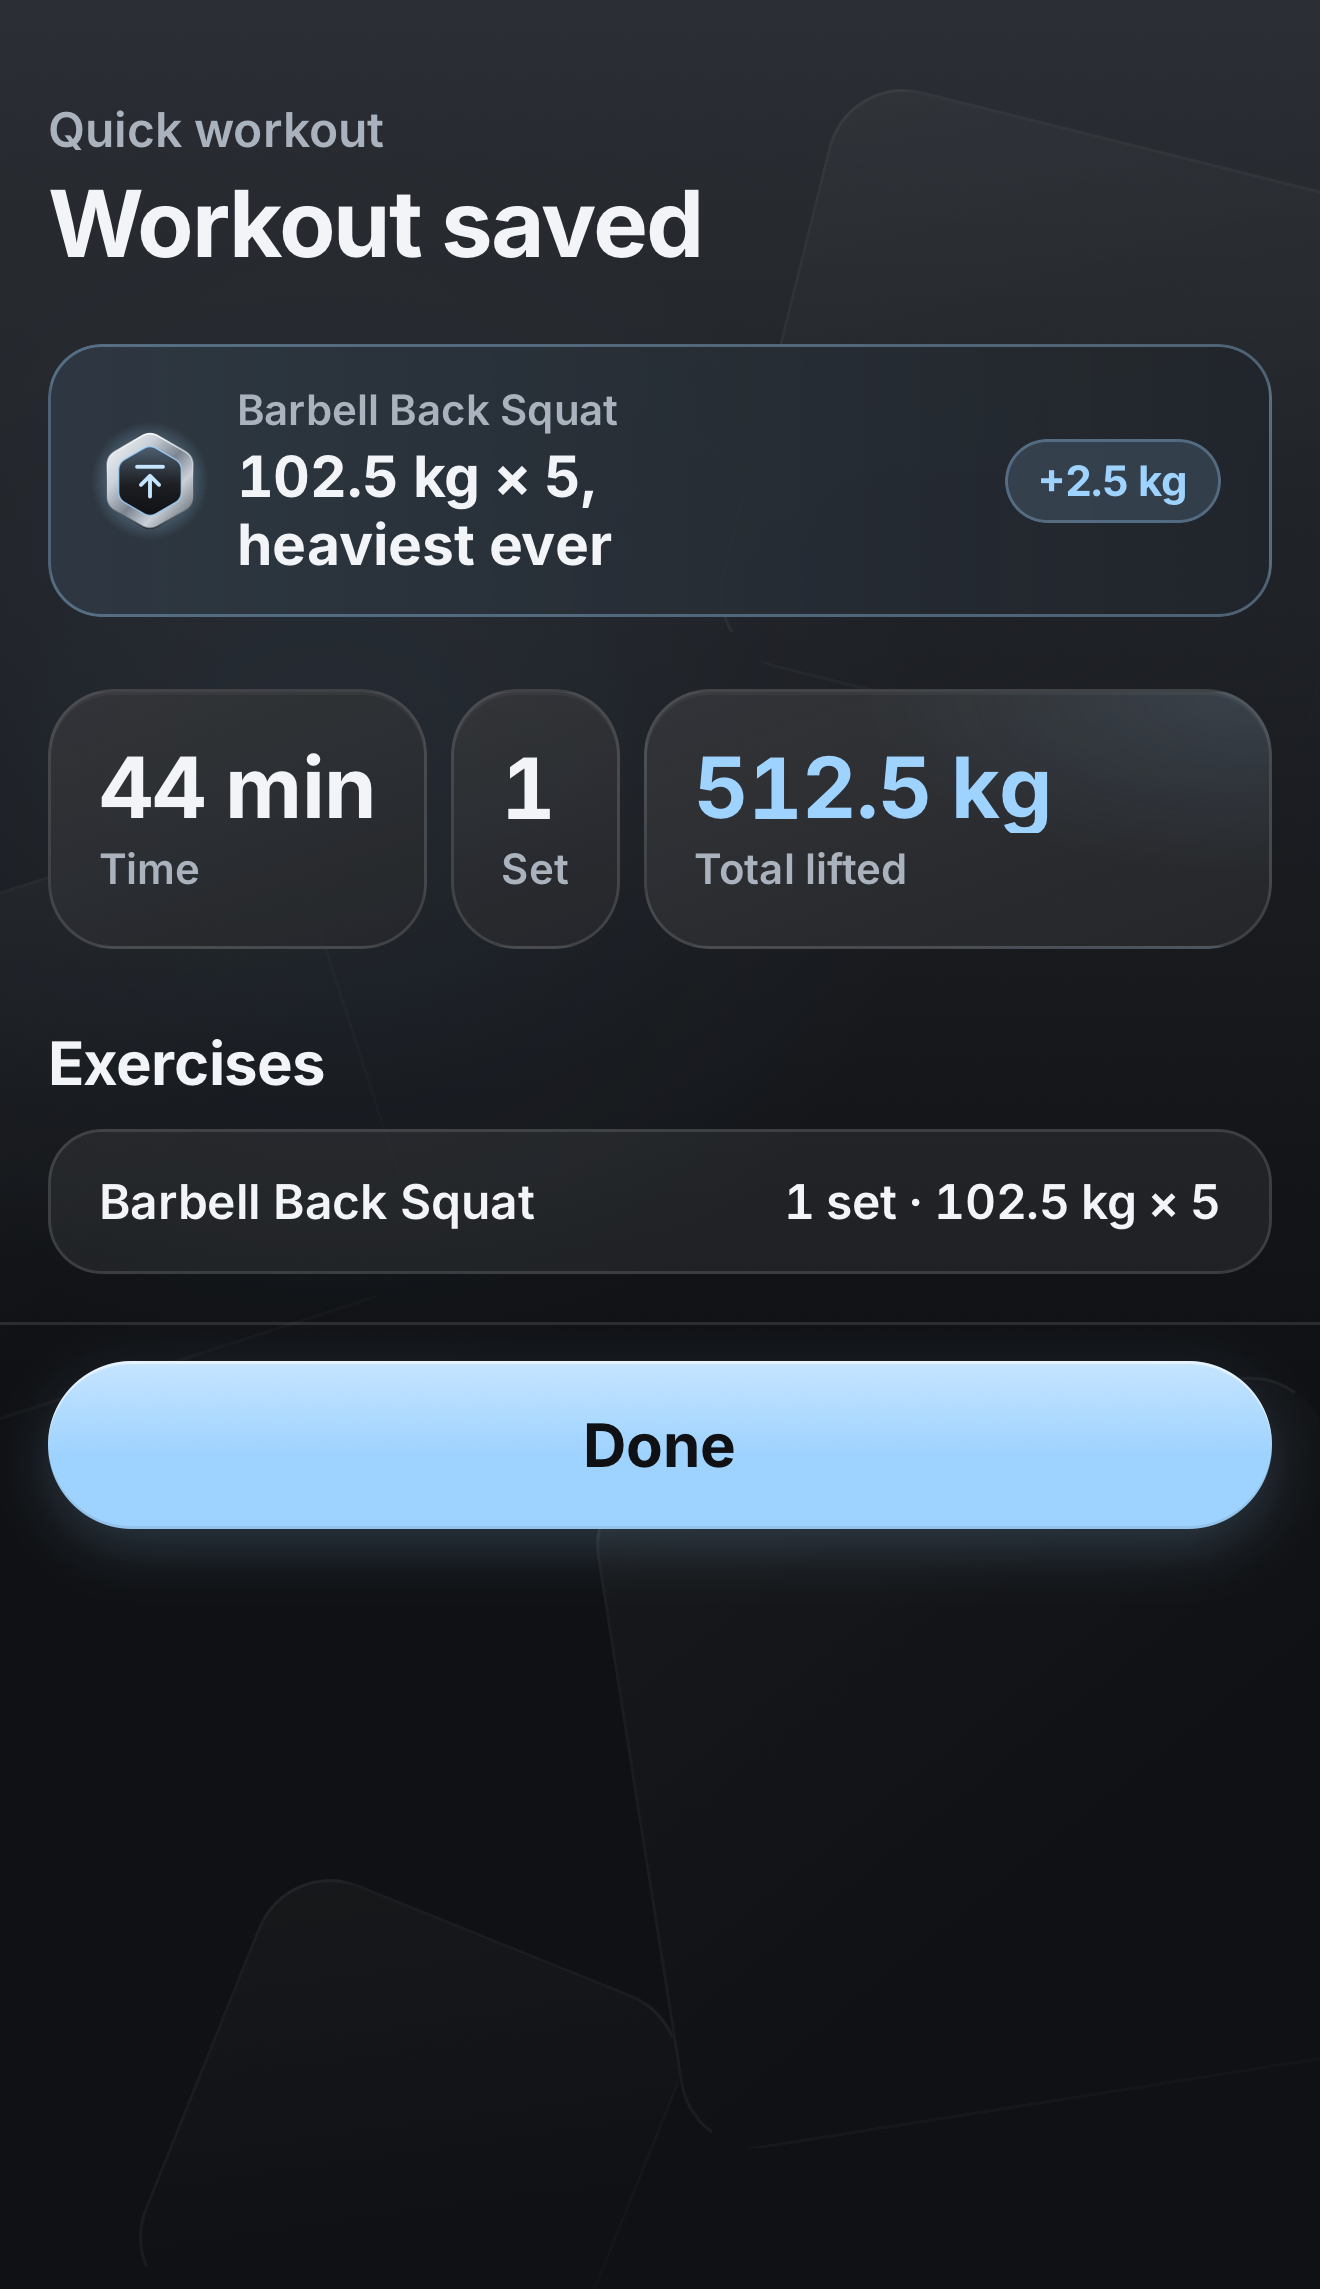 Quick workout
Workout saved
Barbell Back Squat
102.5 kg × 5,
heaviest ever
+2.5 kg
44 min
Time
1
Set
512.5 kg
Total lifted
Exercises
Barbell Back Squat
1 set · 102.5 kg × 5
Done